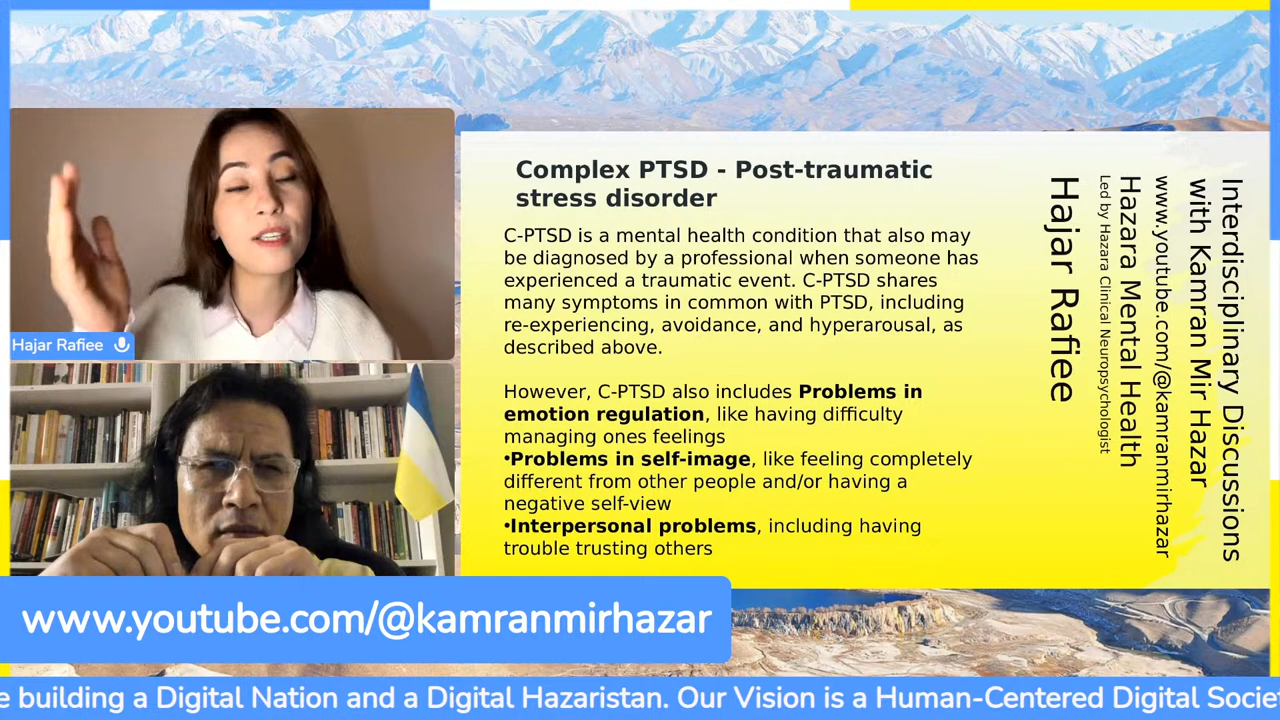 Hajar Rafiee
Complex PTSD - Post-traumatic
stress disorder
C-PTSD is a mental health condition that also may
be diagnosed by a professional when someone has
experienced a traumatic event. C-PTSD shares
many symptoms in common with PTSD, including
re-experiencing, avoidance, and hyperarousal, as
described above.
However, C-PTSD also includes Problems in
emotion regulation, like having difficulty
managing ones feelings
•Problems in self-image, like feeling completely
different from other people and/or having a
negative self-view
•Interpersonal problems, including having
trouble trusting others
Interdisciplinary Discussions
with Kamran Mir Hazar
www.youtube.com/@kamranmirhazar
Hazara Mental Health
Led by Hazara Clinical Neuropsychologist
Hajar Rafiee
www.youtube.com/@kamranmirhazar
e building a Digital Nation and a Digital Hazaristan. Our Vision is a Human-Centered Digital Societ